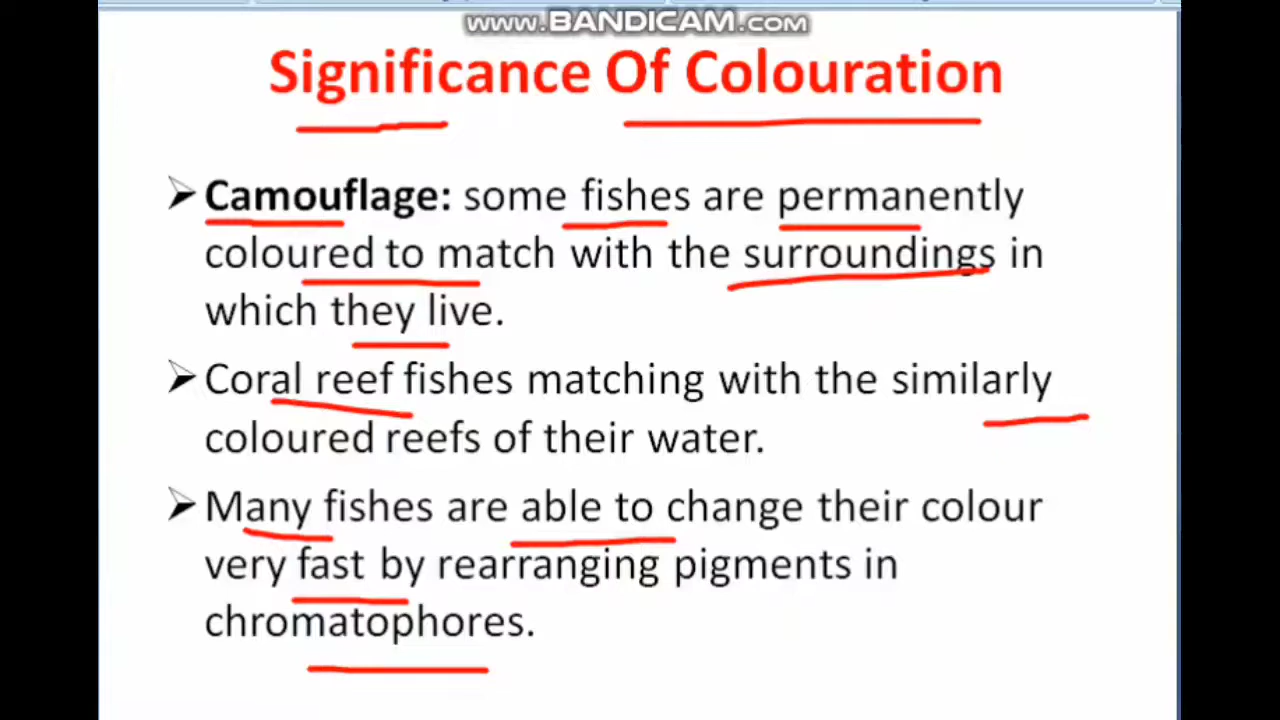 www.BANDICAM.com
Significance Of Colouration
➢ Camouflage: some fishes are permanently
coloured to match with the surroundings in
which they live.
➢ Coral reef fishes matching with the similarly
coloured reefs of their water.
➢ Many fishes are able to change their colour
very fast by rearranging pigments in
chromatophores.